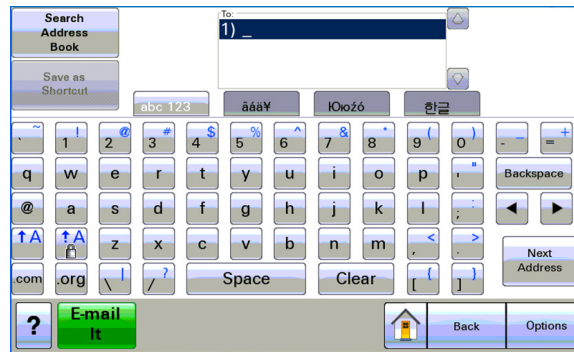 Search
Address
Book
Save as
Shortcut
To:
1) _
abc 123
ãáä¥
Ююźó
한글
` ~ 1 ! 2 @ 3 # 4 $ 5 % 6 ^ 7 & 8 * 9 ( 0 ) - _ = +
q w e r t y u i o p ' " Backspace
@ a s d f g h j k l ; : ◀ ▶
↑A ↑A z x c v b n m , < . >
Next
Address
.com .org \ | / ? Space Clear [ { ] }
?
E-mail
It
Back
Options